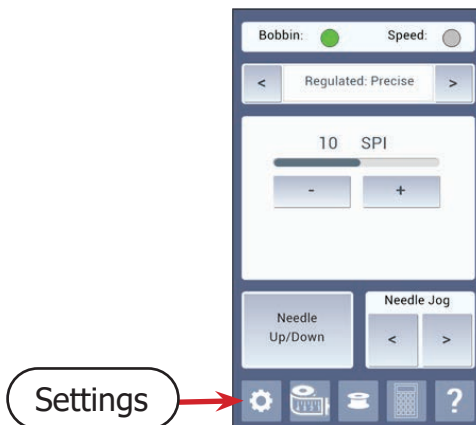 Bobbin: Speed:
< Regulated: Precise >
10 SPI
- +
Needle Jog
Needle
Up/Down
< >
Settings
?